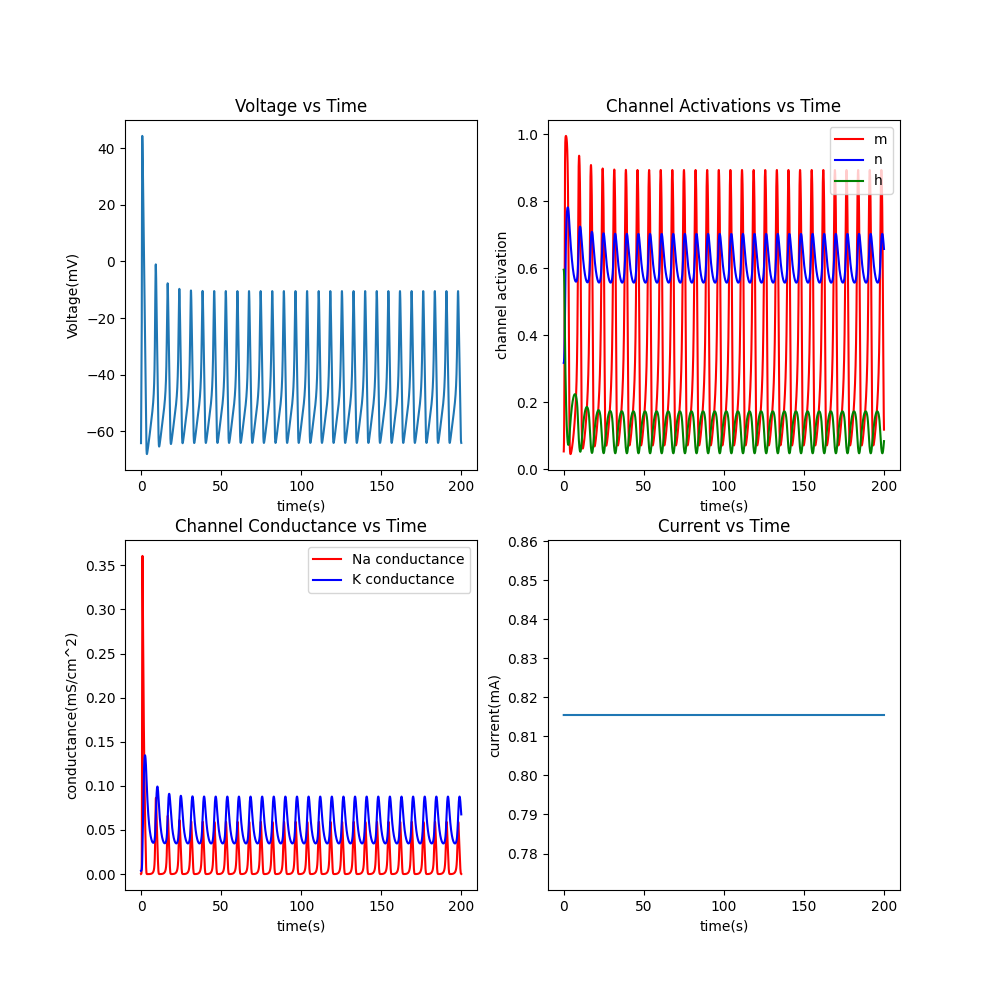 Voltage vs Time
Voltage(mV)
40
20
0
−20
−40
−60
0 50 100 150 200
time(s)
Channel Activations vs Time
channel activation
1.0
0.8
0.6
0.4
0.2
0.0
m
n
h
0 50 100 150 200
time(s)
Channel Conductance vs Time
conductance(mS/cm^2)
0.35
0.30
0.25
0.20
0.15
0.10
0.05
0.00
Na conductance
K conductance
0 50 100 150 200
time(s)
Current vs Time
current(mA)
0.86
0.85
0.84
0.83
0.82
0.81
0.80
0.79
0.78
0 50 100 150 200
time(s)